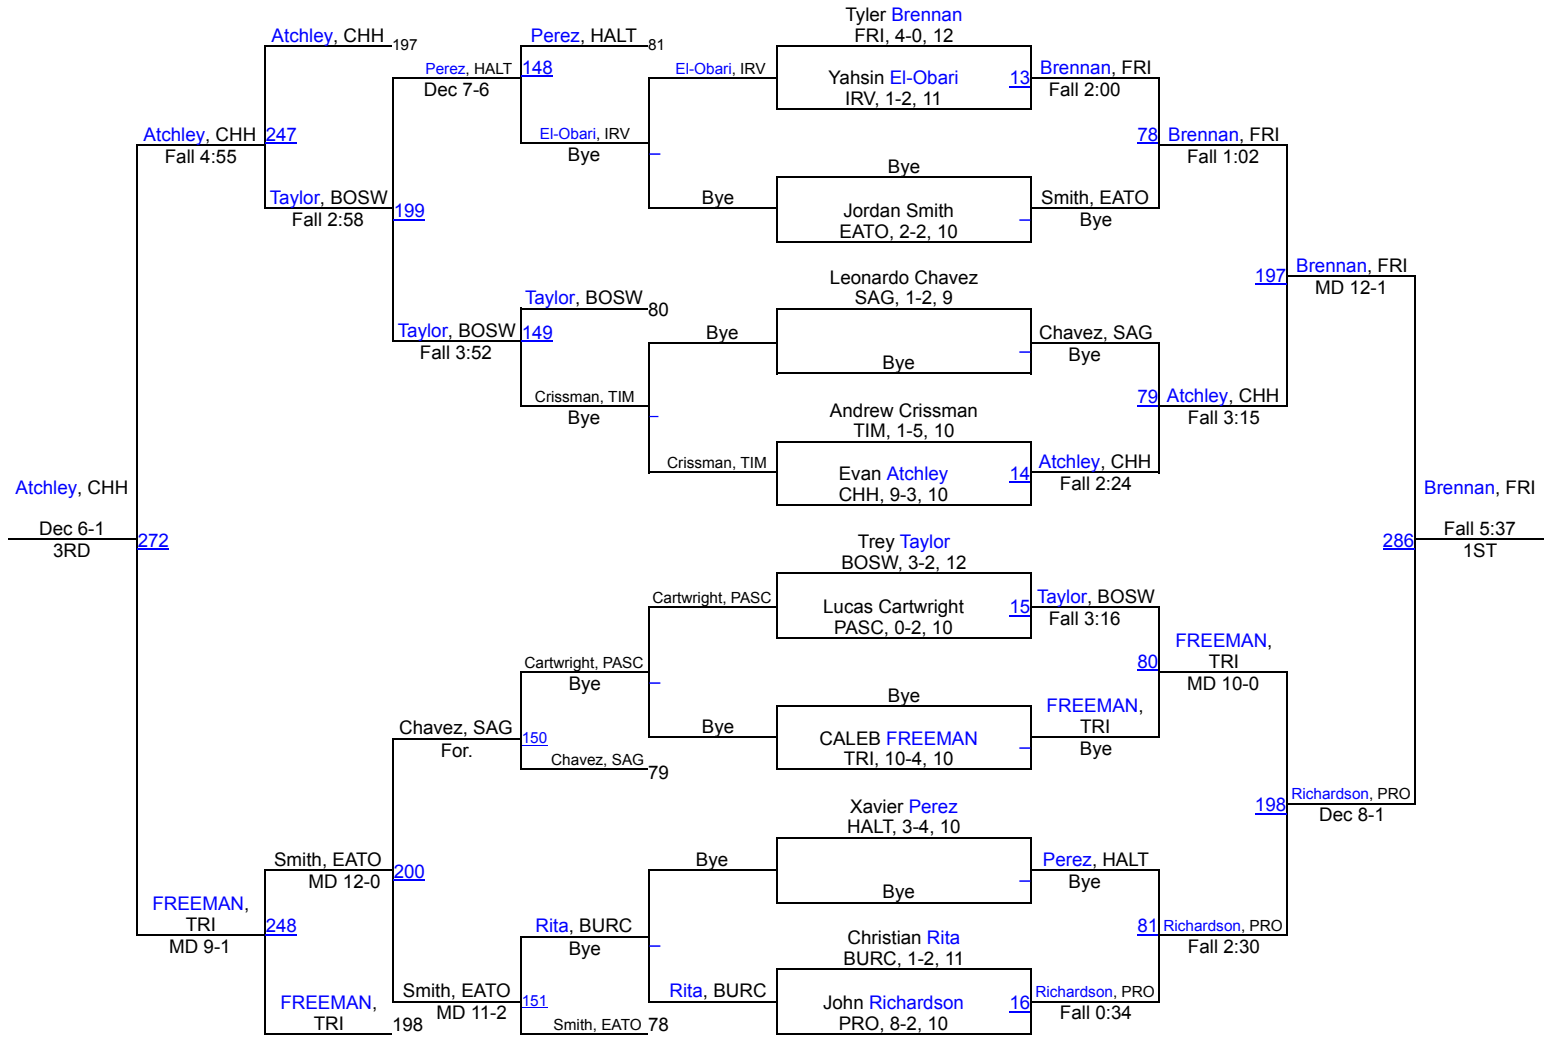 Tyler Brennan
FRI, 4-0, 12
Atchley, CHH 197
Perez, HALT 81
Perez, HALT 148
Dec 7-6
El-Obari, IRV
Yahsin El-Obari 13
IRV, 1-2, 11
Brennan, FRI
Fall 2:00
Atchley, CHH 247
Fall 4:55
El-Obari, IRV
Bye
78 Brennan, FRI
Fall 1:02
Bye
Taylor, BOSW 199
Fall 2:58
Bye
Jordan Smith
EATO, 2-2, 10
Smith, EATO
Bye
Leonardo Chavez
SAG, 1-2, 9
197 Brennan, FRI
MD 12-1
Taylor, BOSW 80
Taylor, BOSW 149
Fall 3:52
Bye
Bye
Chavez, SAG
Bye
Crissman, TIM
Bye
Andrew Crissman
TIM, 1-5, 10
79 Atchley, CHH
Fall 3:15
Crissman, TIM
Evan Atchley 14
CHH, 9-3, 10
Atchley, CHH
Fall 2:24
Atchley, CHH
Dec 6-1
3RD
272
Brennan, FRI
286
Fall 5:37
1ST
Trey Taylor
BOSW, 3-2, 12
Cartwright, PASC
Lucas Cartwright 15
PASC, 0-2, 10
Taylor, BOSW
Fall 3:16
Cartwright, PASC
Bye
80
FREEMAN,
TRI
MD 10-0
Bye
Chavez, SAG 150
For.
Chavez, SAG 79
Bye
CALEB FREEMAN
TRI, 10-4, 10
FREEMAN,
TRI
Bye
Xavier Perez
HALT, 3-4, 10
198 Richardson, PRO
Dec 8-1
Smith, EATO 200
MD 12-0
Bye
Bye
Perez, HALT
Bye
FREEMAN,
TRI
MD 9-1
248
Rita, BURC
Bye
Christian Rita
BURC, 1-2, 11
81 Richardson, PRO
Fall 2:30
FREEMAN,
TRI 198
Smith, EATO 151
MD 11-2
Smith, EATO 78
Rita, BURC
John Richardson 16
PRO, 8-2, 10
Richardson, PRO
Fall 0:34